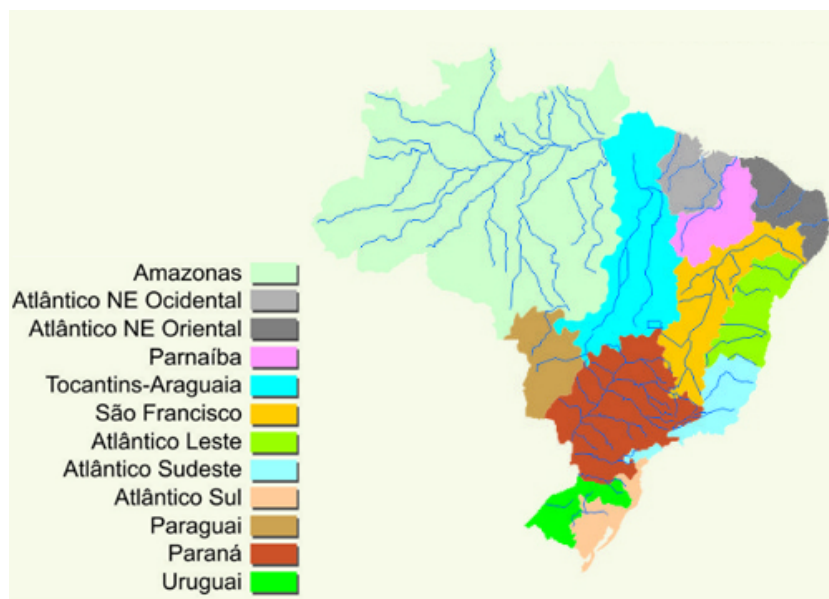 Amazonas
Atlântico NE Ocidental
Atlântico NE Oriental
Parnaíba
Tocantins-Araguaia
São Francisco
Atlântico Leste
Atlântico Sudeste
Atlântico Sul
Paraguai
Paraná
Uruguai